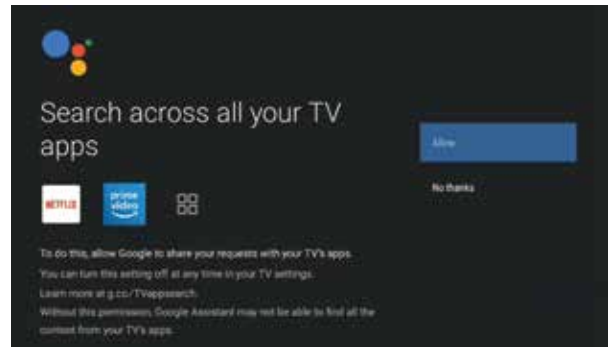 Search across all your TV
apps
Allow
No thanks
NETFLIX
prime
video
To do this, allow Google to share your requests with your TV's apps.
You can turn this setting off at any time in your TV settings.
Learn more at g.co/TVappsearch.
Without this permission, Google Assistant may not be able to find all the
content from your TV's apps.